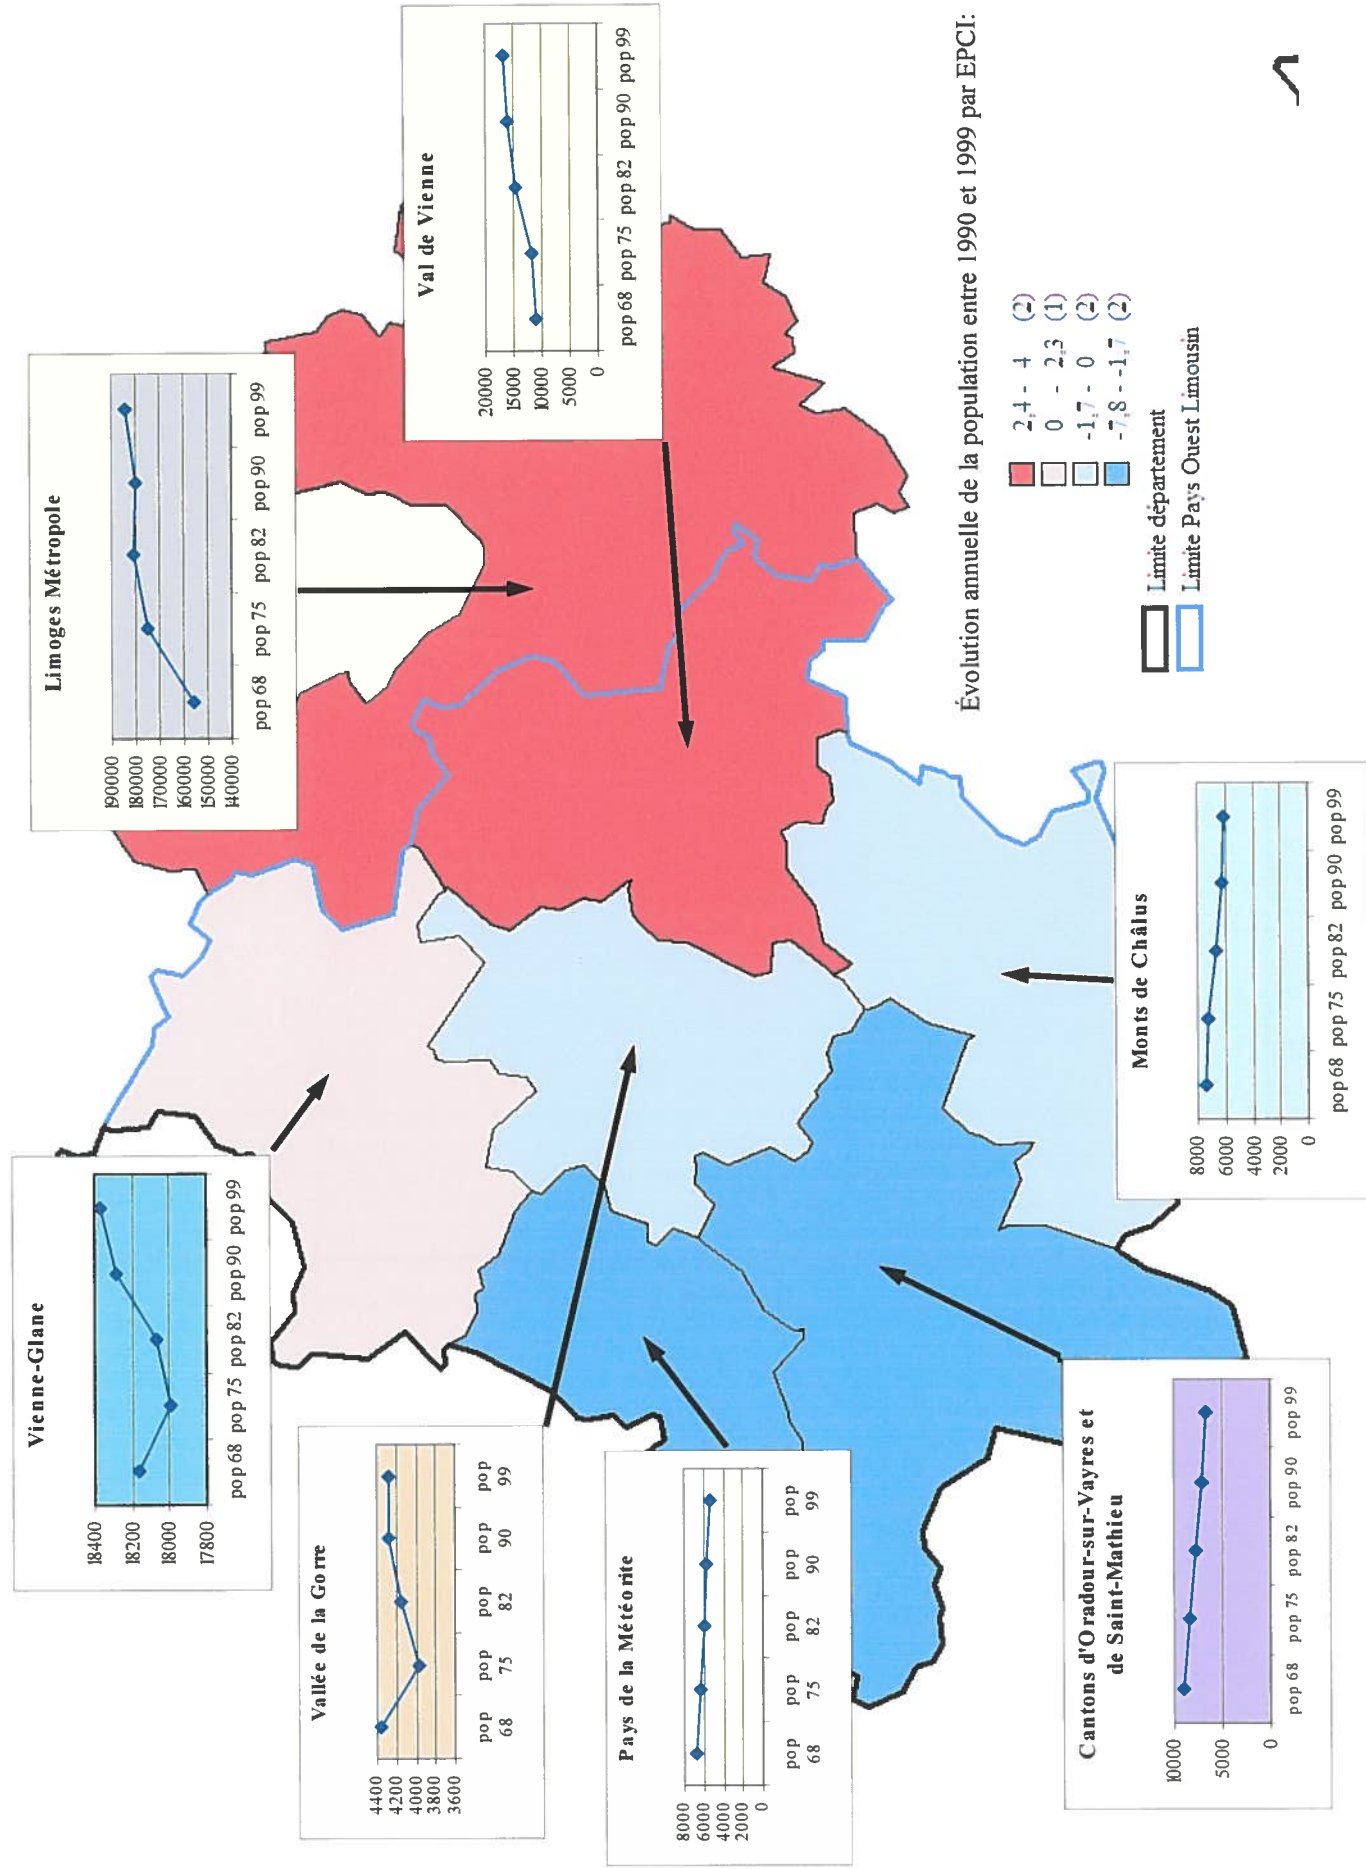 Vienne-Glane
18400
18200
18000
17800
pop 68 pop 75 pop 82 pop 90 pop 99
Limoges Métropole
190000
180000
170000
160000
150000
140000
pop 68 pop 75 pop 82 pop 90 pop 99
Val de Vienne
20000
15000
10000
5000
0
pop 68 pop 75 pop 82 pop 90 pop 99
Vallée de la Gorre
4400
4200
4000
3800
3600
pop pop pop pop pop
68 75 82 90 99
Pays de la Météorite
8000
6000
4000
2000
0
pop pop pop pop pop
68 75 82 90 99
Cantons d'Oradour-sur-Vayres et
de Saint-Mathieu
10000
5000
0
pop 68 pop 75 pop 82 pop 90 pop 99
Monts de Châlus
8000
6000
4000
2000
0
pop 68 pop 75 pop 82 pop 90 pop 99
Évolution annuelle de la population entre 1990 et 1999 par EPCI:
2,4 - 4 (2)
0 - 2,3 (1)
-1,7 - 0 (2)
-7,8 - -1,7 (2)
Limite département
Limite Pays Ouest Limousin